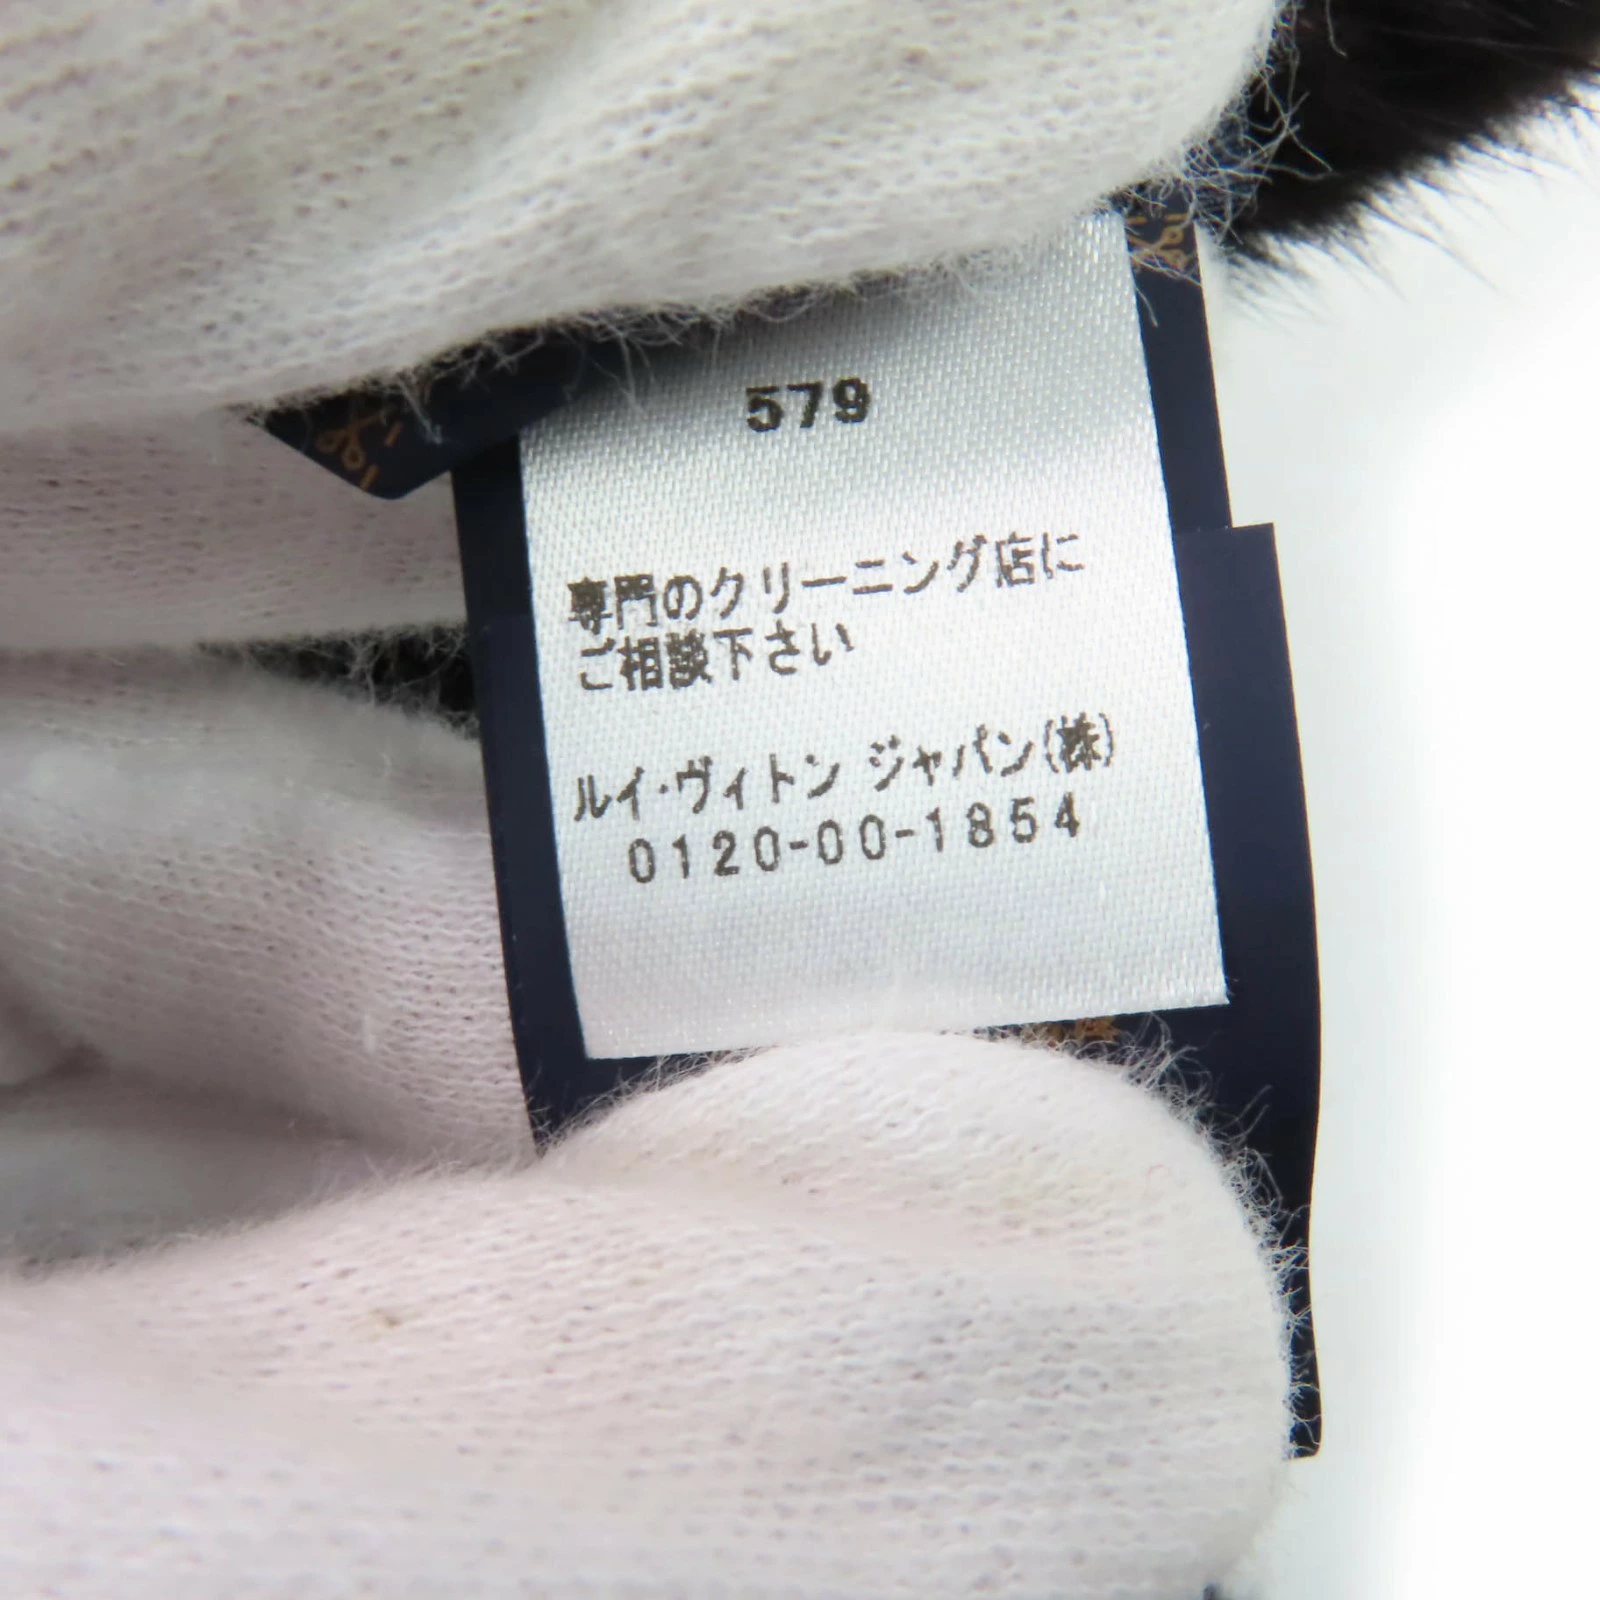 579
専門のクリーニング店に
ご相談下さい
ルイ・ヴィトン ジャパン(株)
0120-00-1854